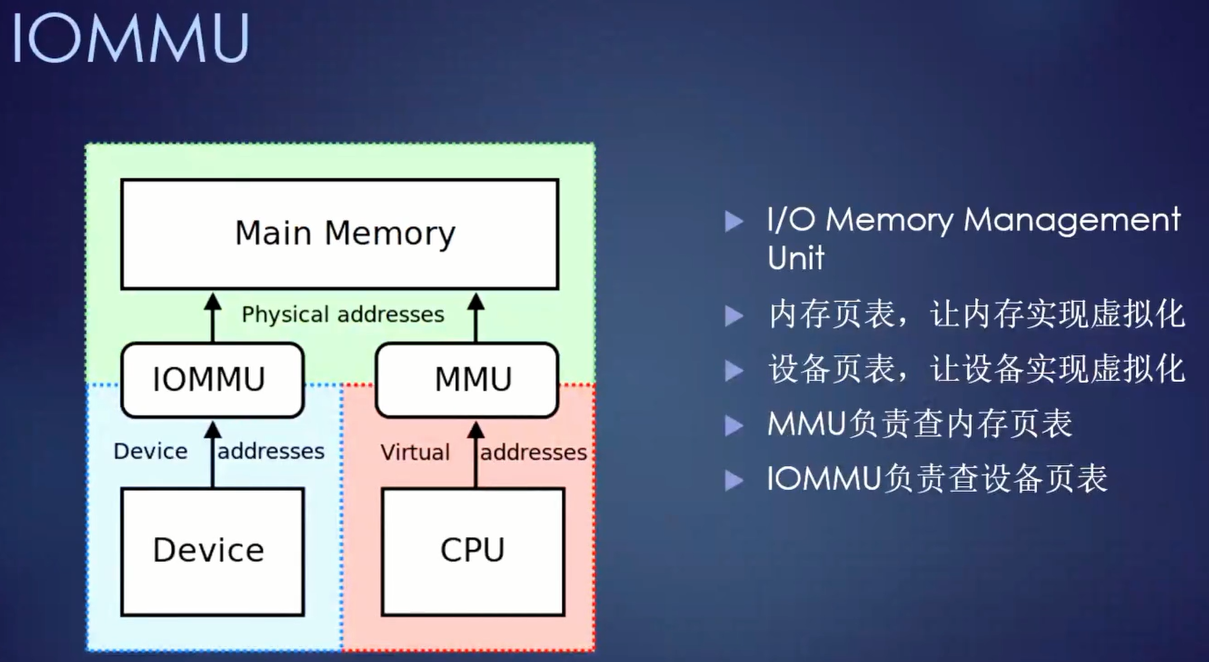 IOMMU
Main Memory
Physical addresses
IOMMU
MMU
Device addresses
Virtual addresses
Device
CPU
I/O Memory Management
Unit
内存页表，让内存实现虚拟化
设备页表，让设备实现虚拟化
MMU负责查内存页表
IOMMU负责查设备页表